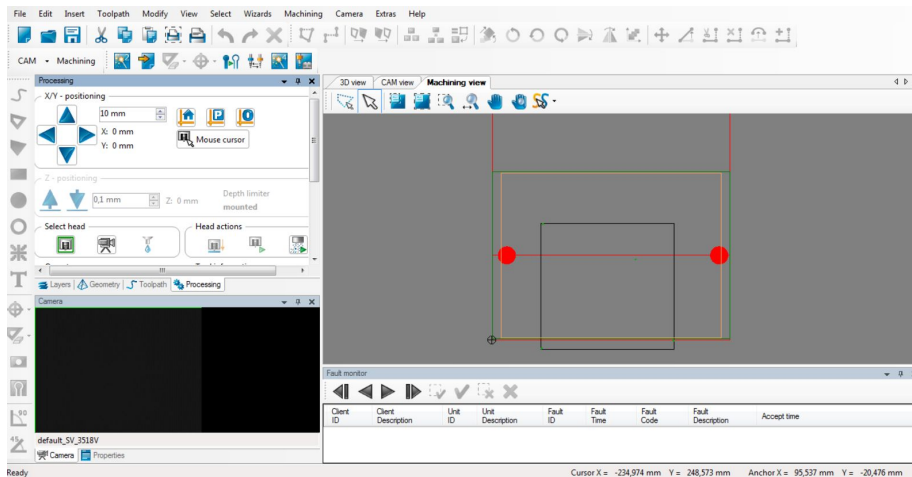 File Edit Insert Toolpath Modify View Select Wizards Machining Camera Extras Help
CAM Machining
Processing
X/Y - positioning
10 mm
X: 0 mm
Y: 0 mm
Mouse cursor
Z - positioning
0,1 mm
Z: 0 mm
Depth limiter
mounted
Select head
Head actions
Layers Geometry Toolpath Processing
Camera
default_SV_3518V
Camera Properties
3D view CAM view Machining view
Fault monitor
Client ID
Client Description
Unit ID
Unit Description
Fault ID
Fault Time
Fault Code
Fault Description
Accept time
Ready
Cursor X = -234,974 mm Y = 248,573 mm Anchor X = 95,537 mm Y = -20,476 mm